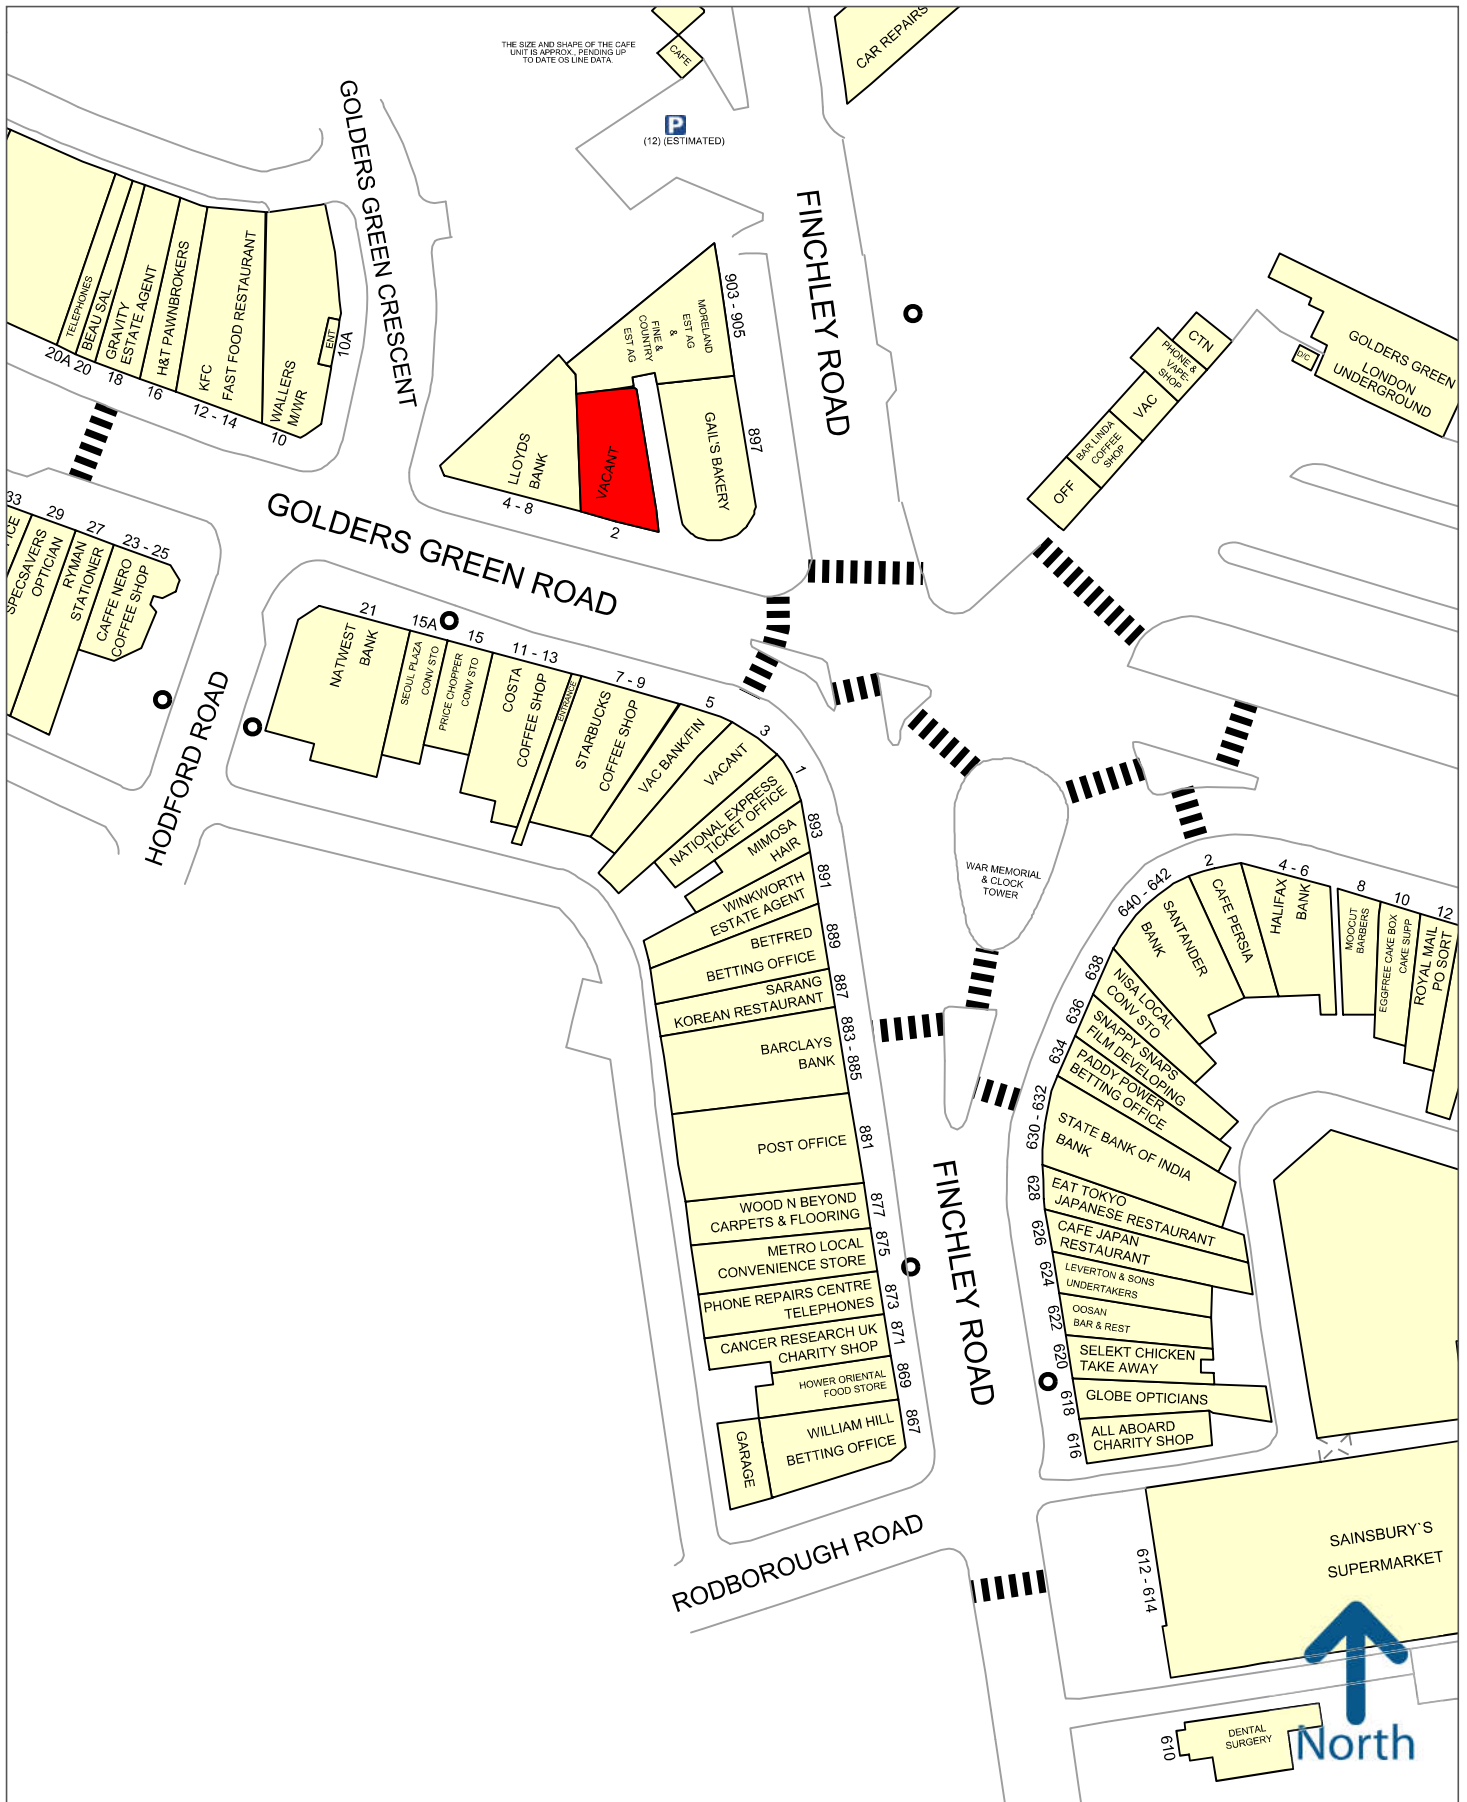 THE SIZE AND SHAPE OF THE CAFE
UNIT IS APPROX., PENDING UP
TO DATE OS LINE DATA.
CAFE
CAR REPAIRS
P
(12) (ESTIMATED)
GOLDERS GREEN CRESCENT
FINCHLEY ROAD
TELEPHONES
BEAU SAL
GRAVITY
ESTATE AGENT
H&T PAWNBROKERS
KFC
FAST FOOD RESTAURANT
WALLERS
M/WR
ENT
10A
20A
20
18
16
12 - 14
10
903 - 905
MORELAND
EST AG
&
FINE &
COUNTRY
EST AG
LLOYDS
BANK
4 - 8
VACANT
2
GAIL'S BAKERY
897
CTN
PHONE &
VAPE-
SHOP
VAC
BAR LINDA
COFFEE
SHOP
OFF
D/C
GOLDERS GREEN
LONDON
UNDERGROUND
GOLDERS GREEN ROAD
33
29
27
23 - 25
SPECSAVERS
OPTICIAN
RYMAN
STATIONER
CAFFE NERO
COFFEE SHOP
HODFORD ROAD
21
15A
15
11 - 13
7 - 9
5
3
1
NATWEST
BANK
SEOUL PLAZA
CONV STO
PRICE CHOPPER
CONV STO
COSTA
COFFEE SHOP
ENTRANCE
STARBUCKS
COFFEE SHOP
VAC BANK/FIN
VACANT
NATIONAL EXPRESS
TICKET OFFICE
MIMOSA
HAIR
893
WINKWORTH
ESTATE AGENT
891
BETFRED
BETTING OFFICE
889
SARANG
KOREAN RESTAURANT
887
BARCLAYS
BANK
883 - 885
POST OFFICE
881
WOOD N BEYOND
CARPETS & FLOORING
877
METRO LOCAL
CONVENIENCE STORE
875
PHONE REPAIRS CENTRE
TELEPHONES
873
CANCER RESEARCH UK
CHARITY SHOP
871
HOWER ORIENTAL
FOOD STORE
869
WILLIAM HILL
BETTING OFFICE
867
GARAGE
WAR MEMORIAL
& CLOCK
TOWER
FINCHLEY ROAD
640 - 642
2
4 - 6
8
10
12
SANTANDER
BANK
CAFE PERSIA
HALIFAX
BANK
MOOCUT
BARBERS
EGGFREE CAKE BOX
CAKE SUPP
ROYAL MAIL
PO SORT
638
NISA LOCAL
CONV STO
636
SNAPPY SNAPS
FILM DEVELOPING
634
PADDY POWER
BETTING OFFICE
630 - 632
STATE BANK OF INDIA
BANK
628
EAT TOKYO
JAPANESE RESTAURANT
626
CAFE JAPAN
RESTAURANT
624
LEVERTON & SONS
UNDERTAKERS
622
OOSAN
BAR & REST
620
SELEKT CHICKEN
TAKE AWAY
618
GLOBE OPTICIANS
616
ALL ABOARD
CHARITY SHOP
RODBOROUGH ROAD
612 - 614
SAINSBURY`S
SUPERMARKET
610
DENTAL
SURGERY
North